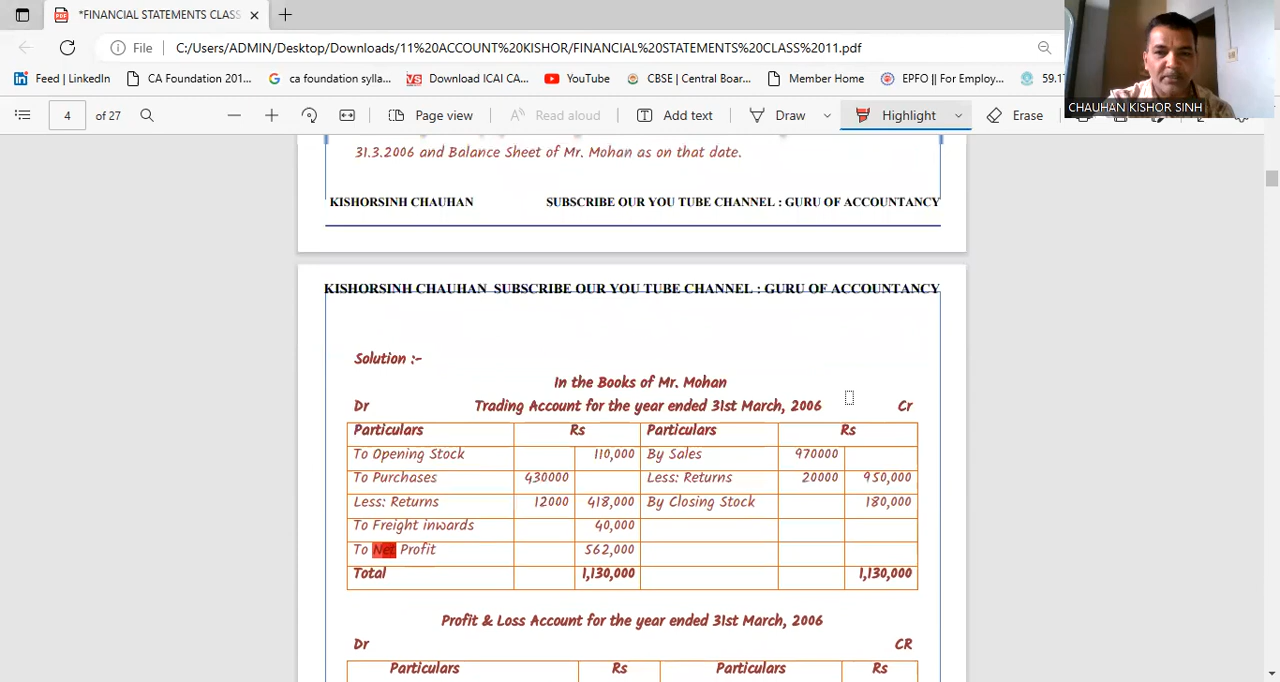 *FINANCIAL STATEMENTS CLASS
File C:/Users/ADMIN/Desktop/Downloads/11%20ACCOUNT%20KISHOR/FINANCIAL%20STATEMENTS%20CLASS%2011.pdf
Feed | LinkedIn CA Foundation 201... ca foundation sylla... Download ICAI CA... YouTube CBSE | Central Boar... Member Home EPFO || For Employ... 59.1
CHAUHAN KISHOR SINH
4 of 27 Page view Read aloud Add text Draw Highlight Erase
31.3.2006 and Balance Sheet of Mr. Mohan as on that date.
KISHORSINH CHAUHAN SUBSCRIBE OUR YOU TUBE CHANNEL : GURU OF ACCOUNTANCY
KISHORSINH CHAUHAN SUBSCRIBE OUR YOU TUBE CHANNEL : GURU OF ACCOUNTANCY
Solution :-
In the Books of Mr. Mohan
Dr Trading Account for the year ended 31st March, 2006 Cr
Particulars Rs Particulars Rs
To Opening Stock 110,000 By Sales 970000
To Purchases 430000 Less: Returns 20000 950,000
Less: Returns 12000 418,000 By Closing Stock 180,000
To Freight inwards 40,000
To Net Profit 562,000
Total 1,130,000 1,130,000
Profit & Loss Account for the year ended 31st March, 2006
Dr CR
Particulars Rs Particulars Rs